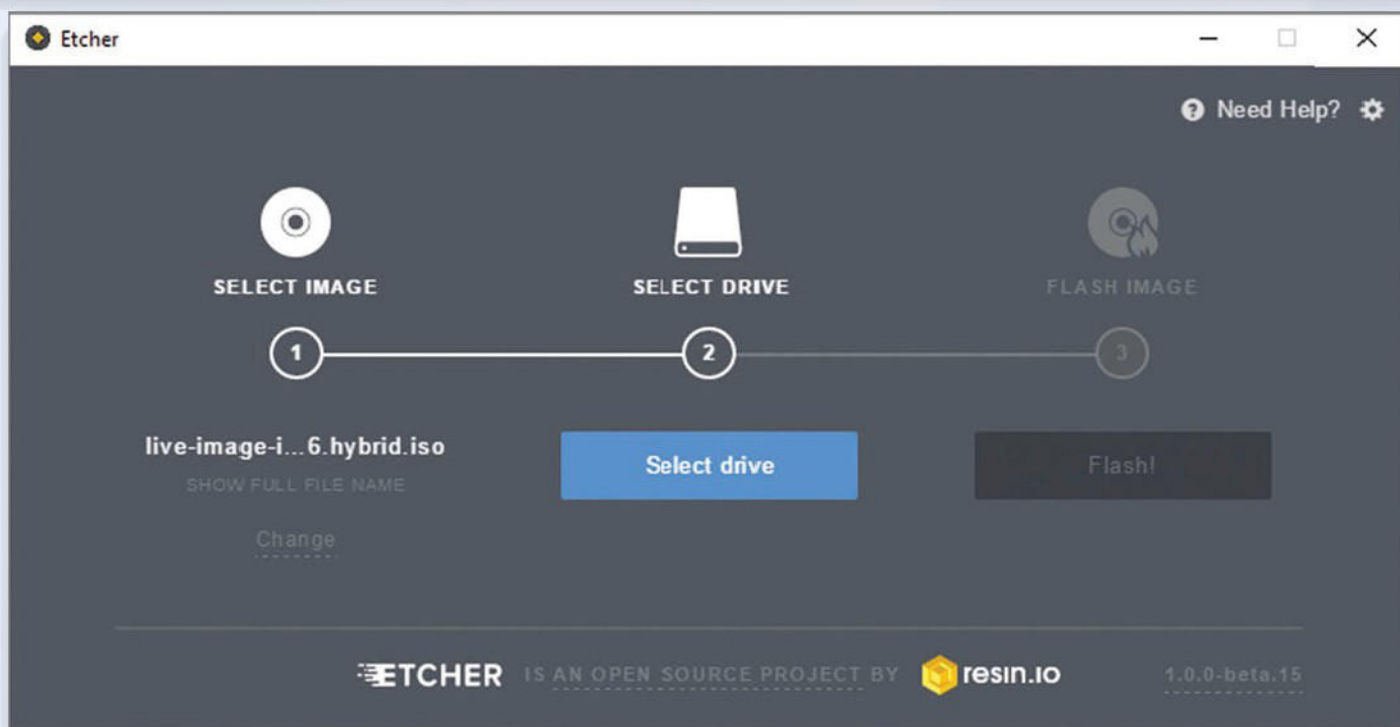 Etcher
Need Help?
SELECT IMAGE
SELECT DRIVE
FLASH IMAGE
1
2
3
live-image-i...6.hybrid.iso
Select drive
Flash!
SHOW FULL FILE NAME
Change
ETCHER IS AN OPEN SOURCE PROJECT BY resin.io 1.0.0-beta.15